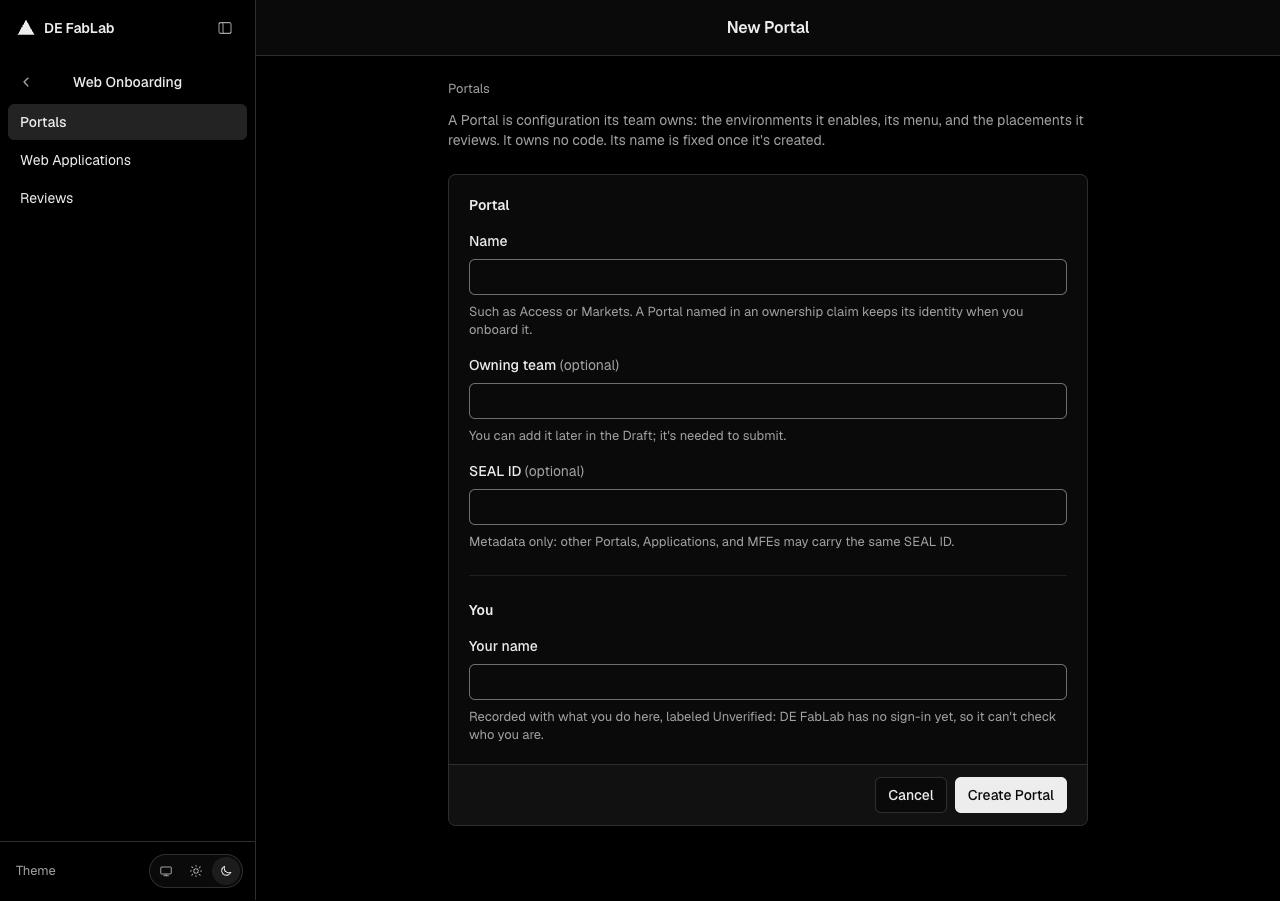 DE FabLab
New Portal
Web Onboarding
Portals
Web Applications
Reviews
Portals
A Portal is configuration its team owns: the environments it enables, its menu, and the placements it
reviews. It owns no code. Its name is fixed once it's created.
Portal
Name
Such as Access or Markets. A Portal named in an ownership claim keeps its identity when you
onboard it.
Owning team (optional)
You can add it later in the Draft; it's needed to submit.
SEAL ID (optional)
Metadata only: other Portals, Applications, and MFEs may carry the same SEAL ID.
You
Your name
Recorded with what you do here, labeled Unverified: DE FabLab has no sign-in yet, so it can't check
who you are.
Cancel
Create Portal
Theme